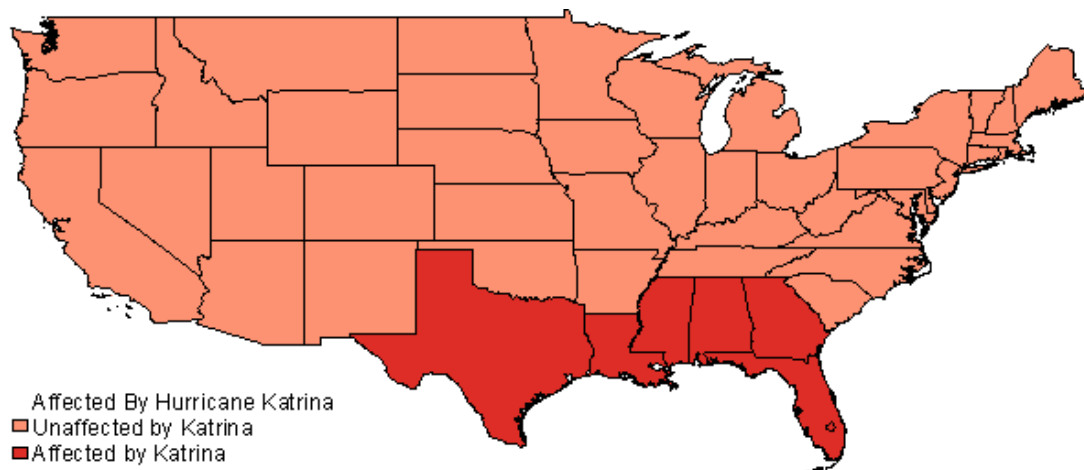 Affected By Hurricane Katrina
Unaffected by Katrina
Affected by Katrina